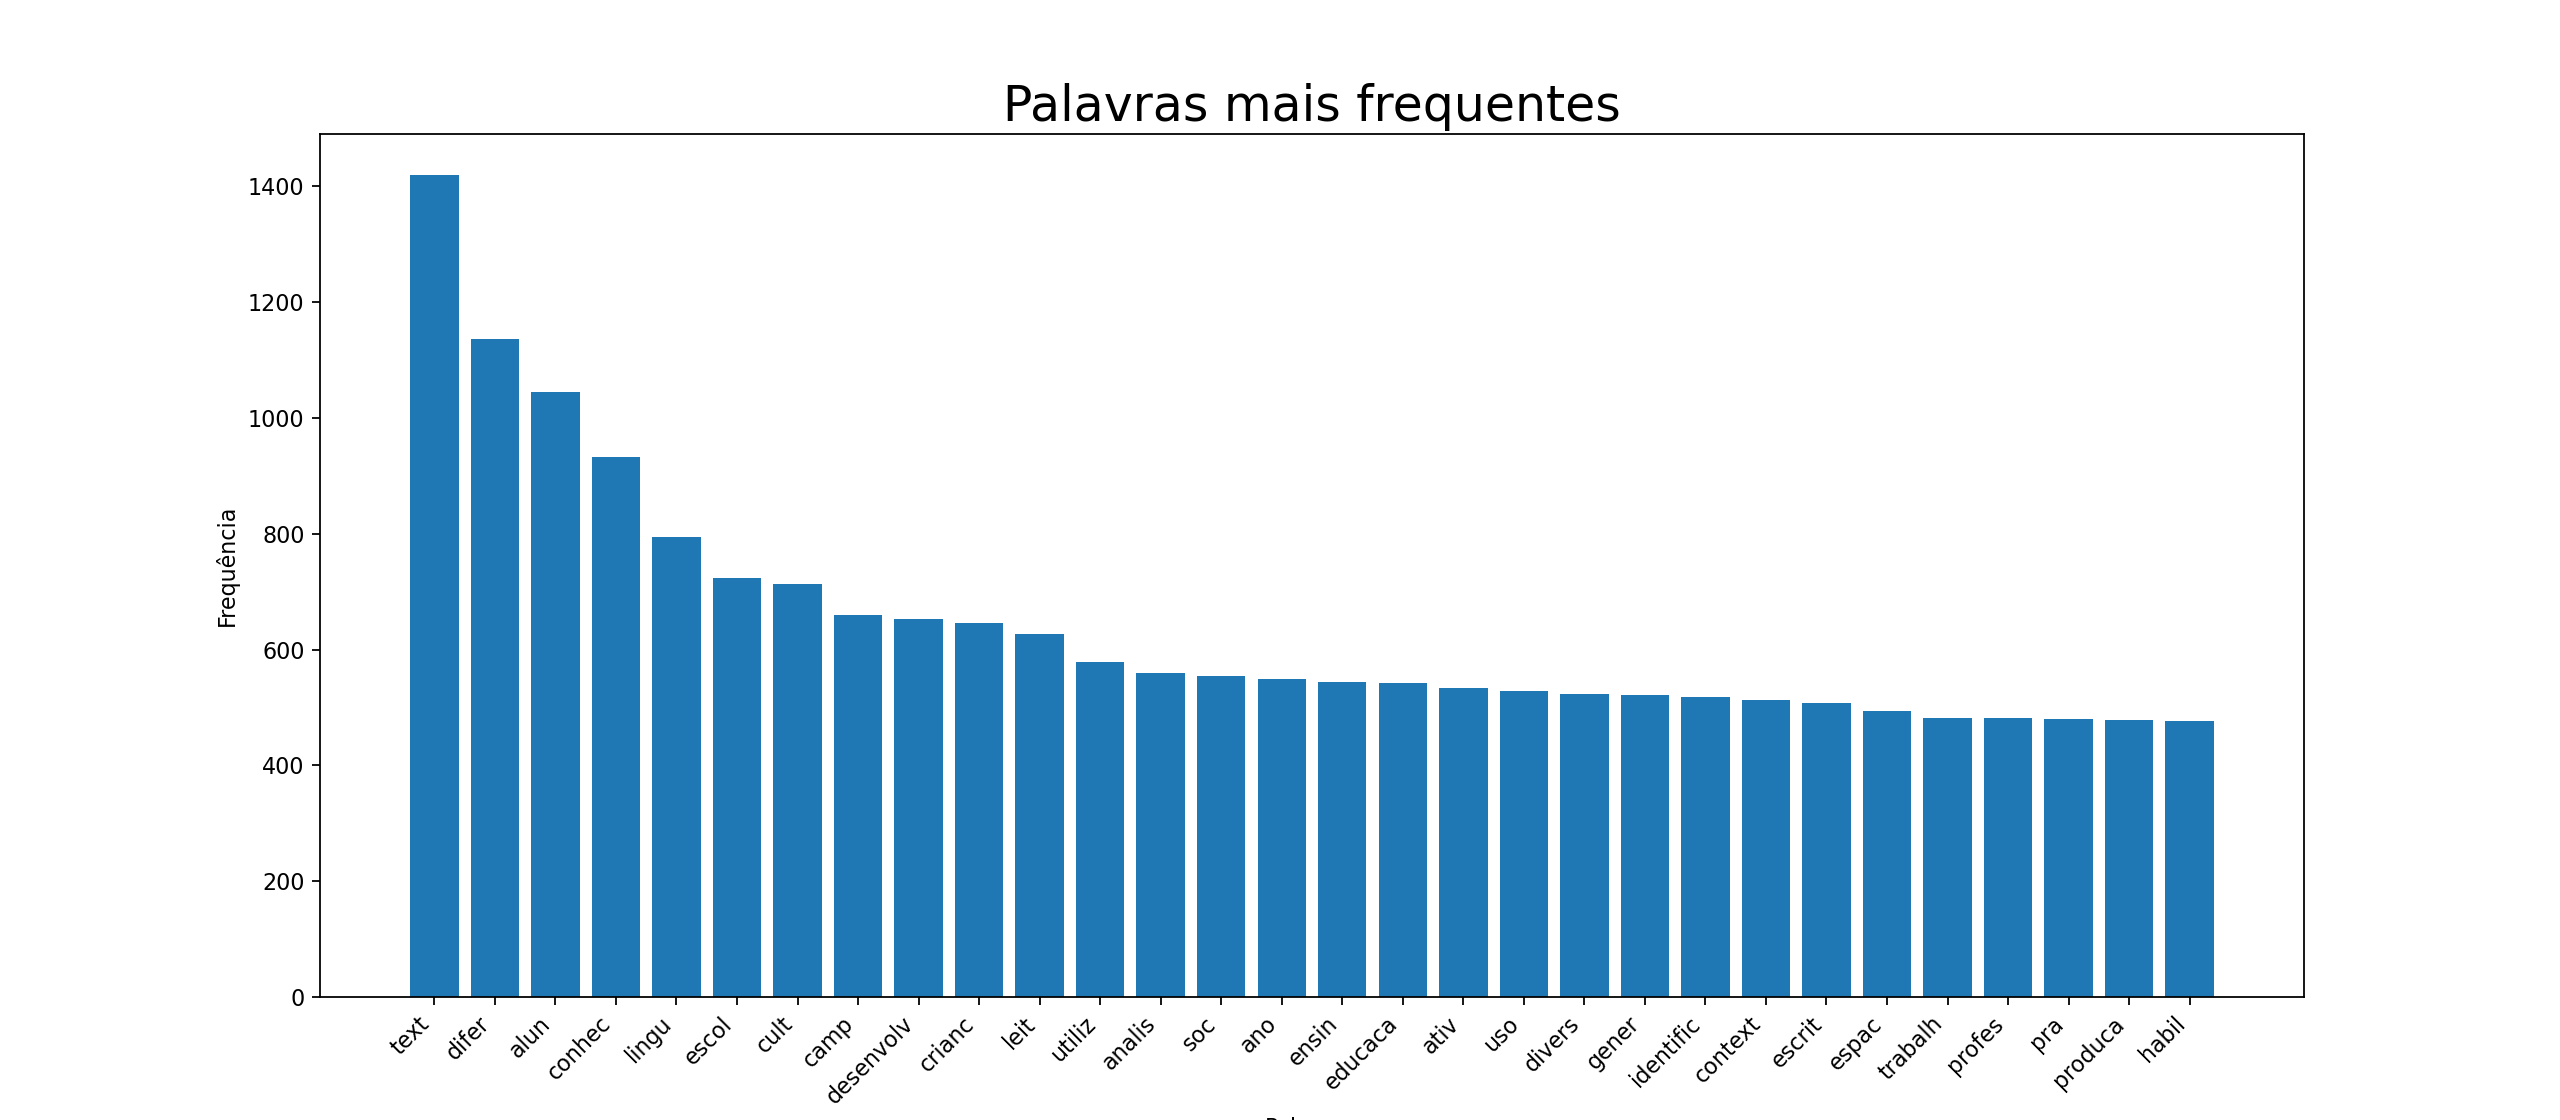 Palavras mais frequentes
Frequência
1400
1200
1000
800
600
400
200
0
text
difer
alun
conhec
lingu
escol
cult
camp
desenvolv
crianc
leit
utiliz
analis
soc
ano
ensin
educaca
ativ
uso
divers
gener
identific
context
escrit
espac
trabalh
profes
pra
produca
habil